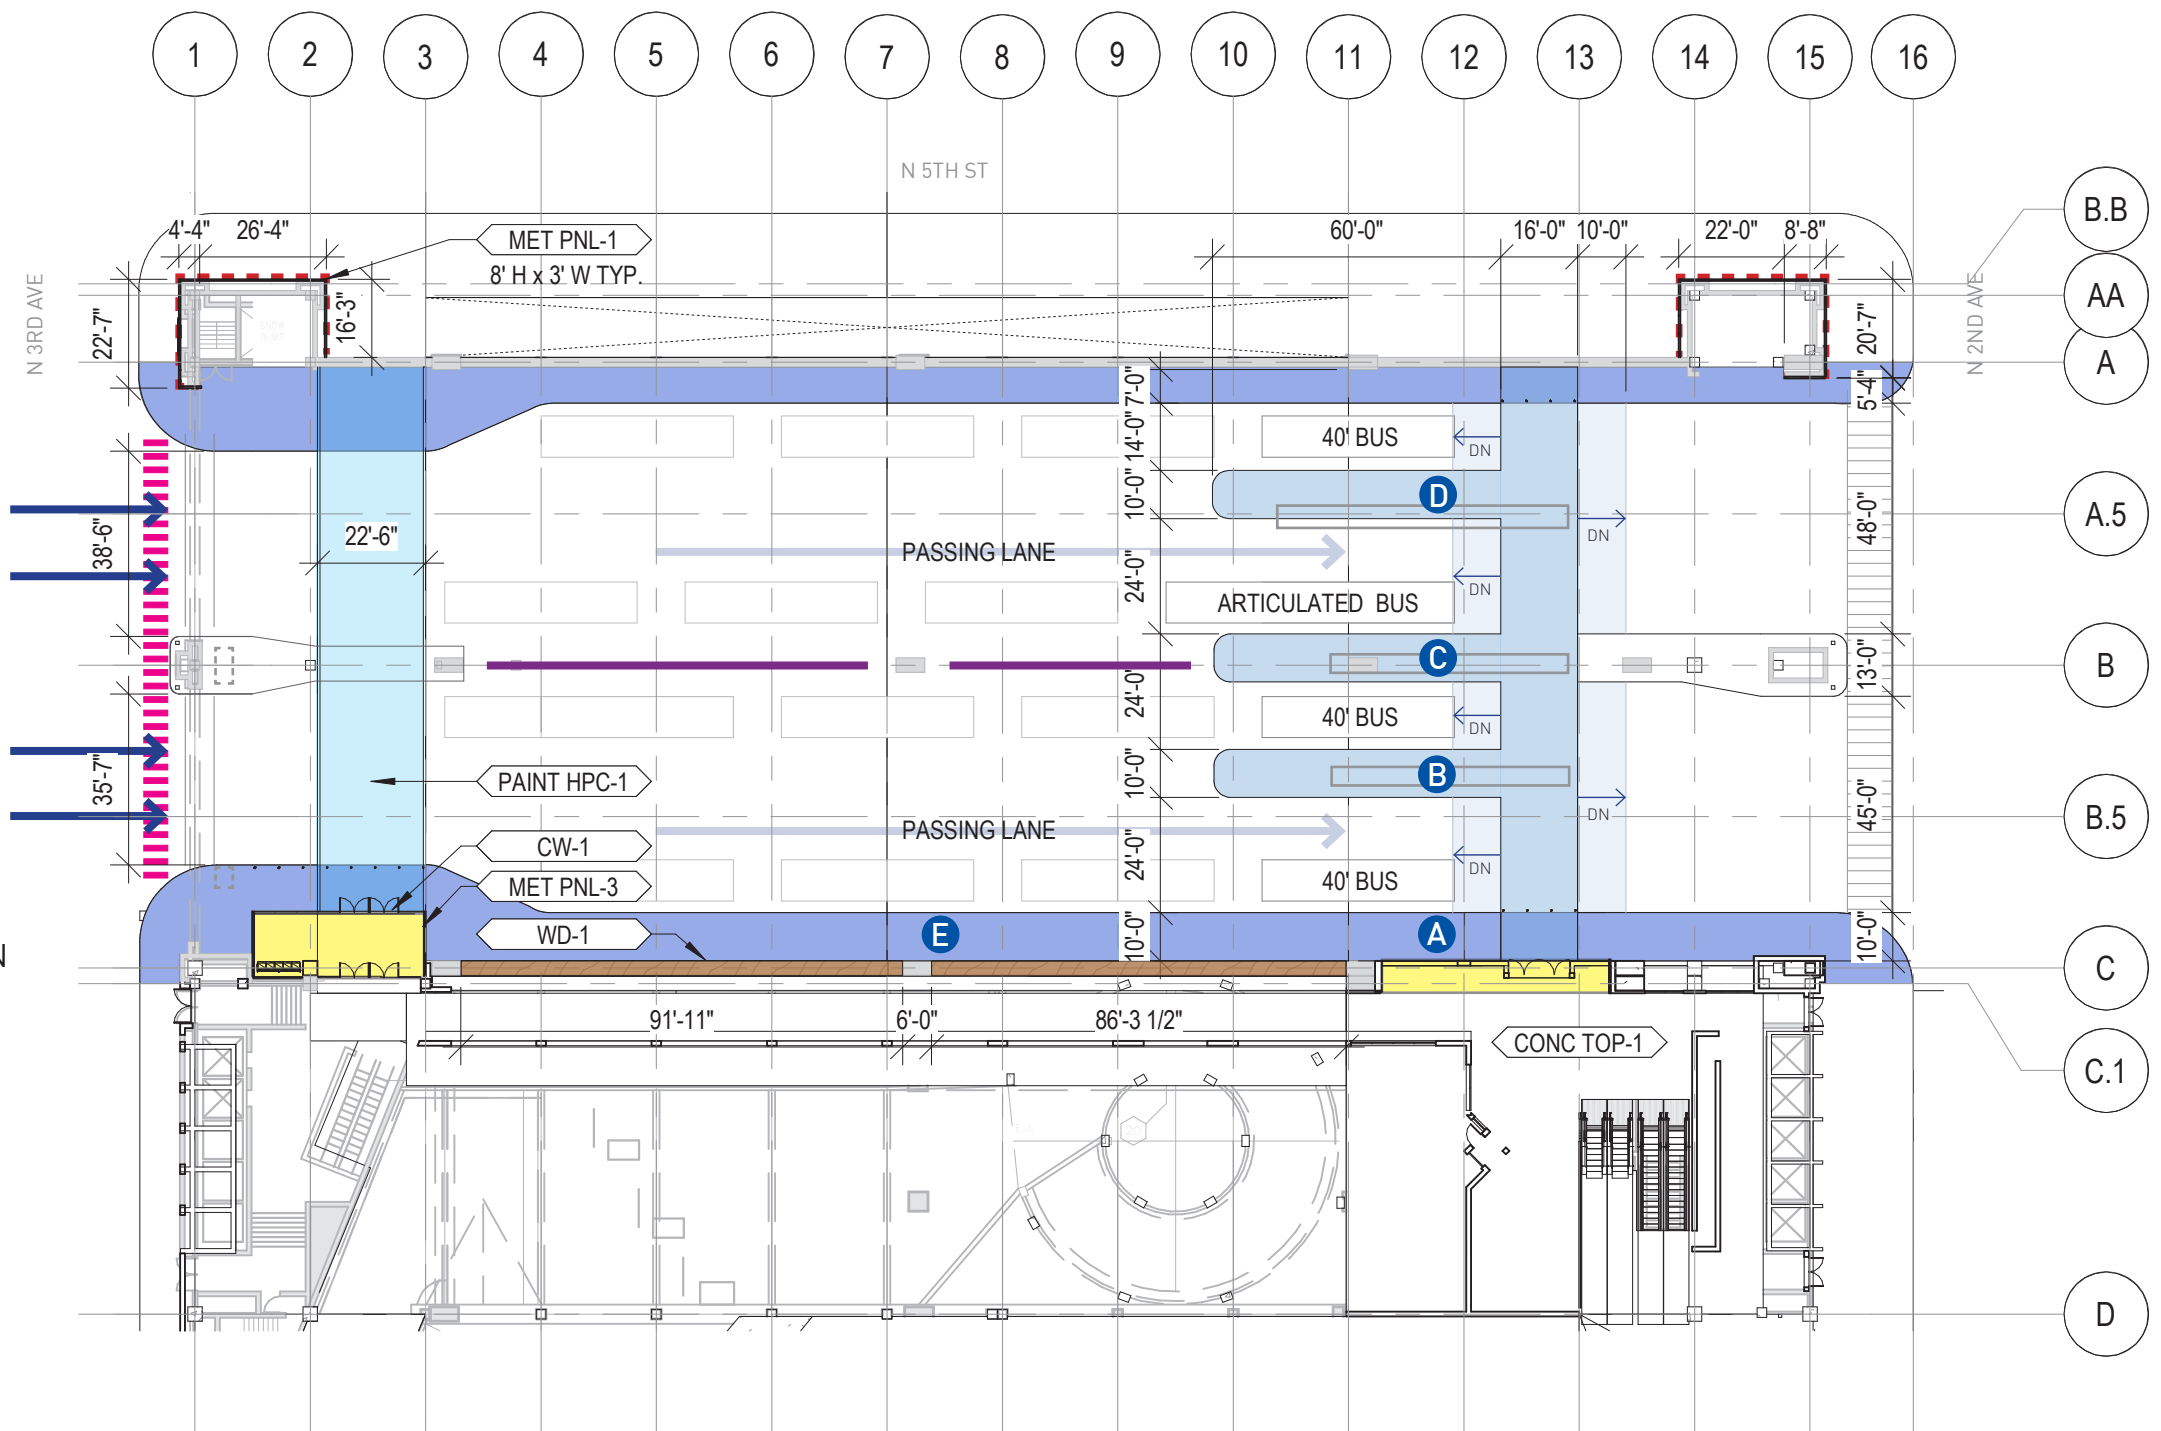 1 2 3 4 5 6 7 8 9 10 11 12 13 14 15 16
N 5TH ST
B.B
4'-4" 26'-4" MET PNL-1 60'-0" 16'-0" 10'-0" 22'-0" 8'-8"
8' H x 3' W TYP.
N 3RD AVE
N 2ND AVE
AA
22'-7"
16'-3"
20'-7"
SNOW
DUMP
A
7'-0"
5'-4"
14'-0"
40' BUS
DN
10'-0"
D
A.5
38'-6"
22'-6"
48'-0"
DN
PASSING LANE
24'-0"
DN
ARTICULATED BUS
C
B
13'-0"
24'-0"
40' BUS
DN
35'-7"
PAINT HPC-1
10'-0"
B
45'-0"
DN
B.5
PASSING LANE
CW-1
24'-0"
DN
MET PNL-3
40' BUS
WD-1
E
10'-0"
A
10'-0"
N
C
91'-11" 6'-0" 86'-3 1/2"
CONC TOP-1
C.1
D